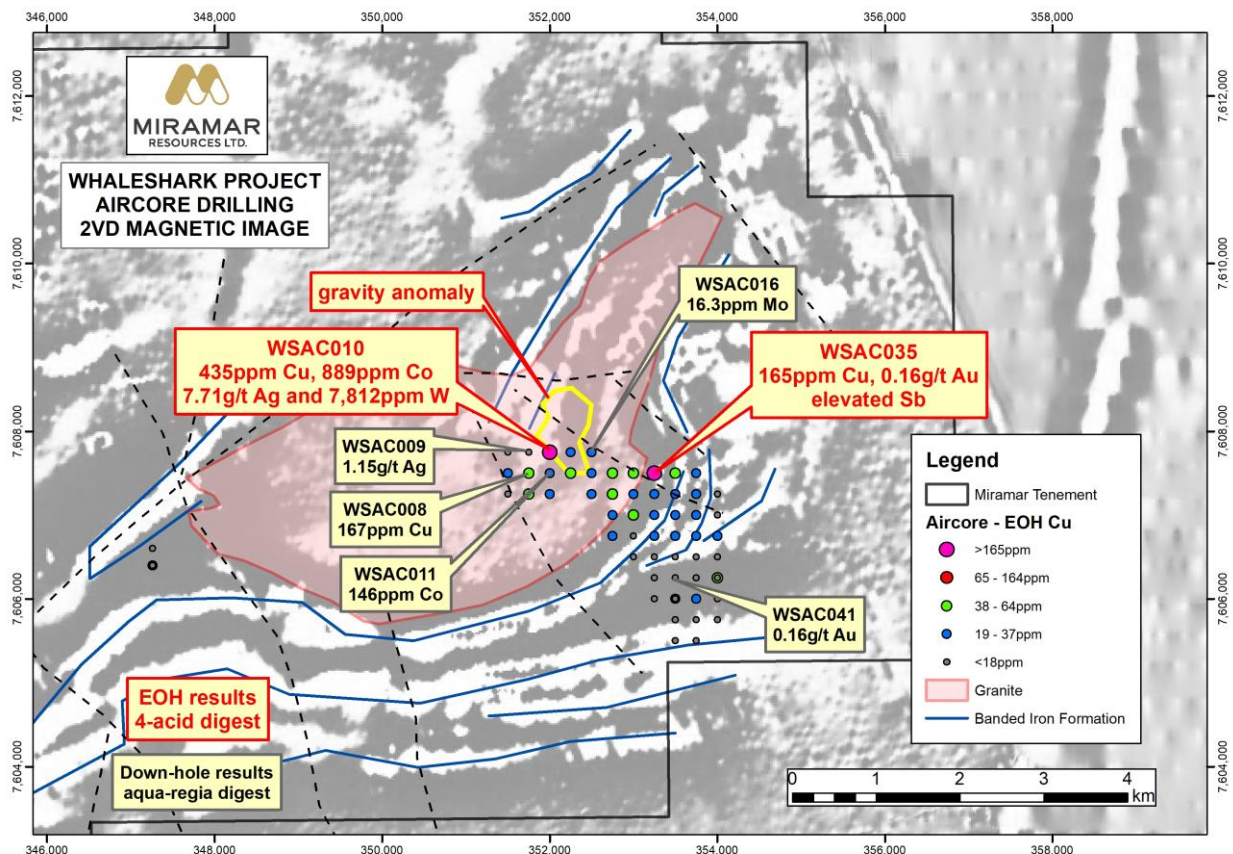 346,000 348,000 350,000 352,000 354,000 356,000 358,000
7,612,000 7,612,000
MIRAMAR
RESOURCES LTD.
WHALESHARK PROJECT
AIRCORE DRILLING
2VD MAGNETIC IMAGE
7,610,000 7,610,000
gravity anomaly
WSAC016
16.3ppm Mo
WSAC010
435ppm Cu, 889ppm Co
7.71g/t Ag and 7,812ppm W
WSAC035
165ppm Cu, 0.16g/t Au
elevated Sb
7,608,000 7,608,000
WSAC009
1.15g/t Ag
WSAC008
167ppm Cu
WSAC011
146ppm Co
7,606,000 7,606,000
WSAC041
0.16g/t Au
Legend
Miramar Tenement
Aircore - EOH Cu
>165ppm
65 - 164ppm
38 - 64ppm
19 - 37ppm
<18ppm
Granite
Banded Iron Formation
EOH results
4-acid digest
Down-hole results
aqua-regia digest
7,604,000 7,604,000
0 1 2 3 4
km
346,000 348,000 350,000 352,000 354,000 356,000 358,000